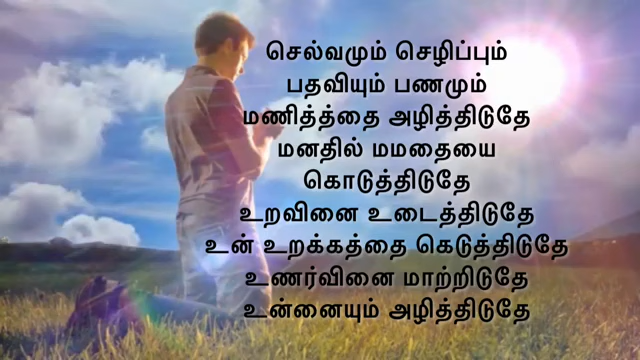 செல்வமும் செழிப்பும்
பதவியும் பணமும்
மணித்த்தை அழித்திடுதே
மனதில் மமதையை
கொடுத்திடுதே
உறவினை உடைத்திடுதே
உன் உறக்கத்தை கெடுத்திடுதே
உணர்வினை மாற்றிடுதே
உன்னையும் அழித்திடுதே